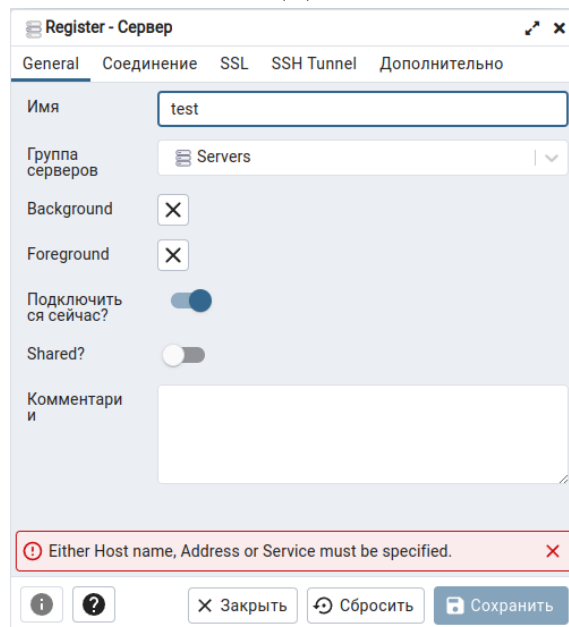 Register - Сервер
General Соединение SSL SSH Tunnel Дополнительно
Имя test
Группа
серверов
Servers
Background
Foreground
Подключить
ся сейчас?
Shared?
Комментари
и
Either Host name, Address or Service must be specified.
Закрыть Сбросить Сохранить